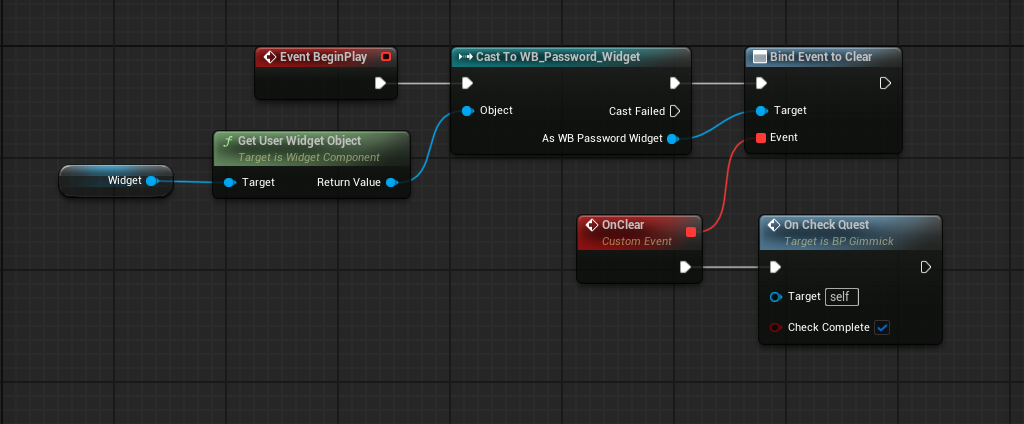 Event BeginPlay
Cast To WB_Password_Widget
Object
Cast Failed
As WB Password Widget
Bind Event to Clear
Target
Event
Get User Widget Object
Target is Widget Component
Target
Return Value
Widget
OnClear
Custom Event
On Check Quest
Target is BP Gimmick
Target self
Check Complete